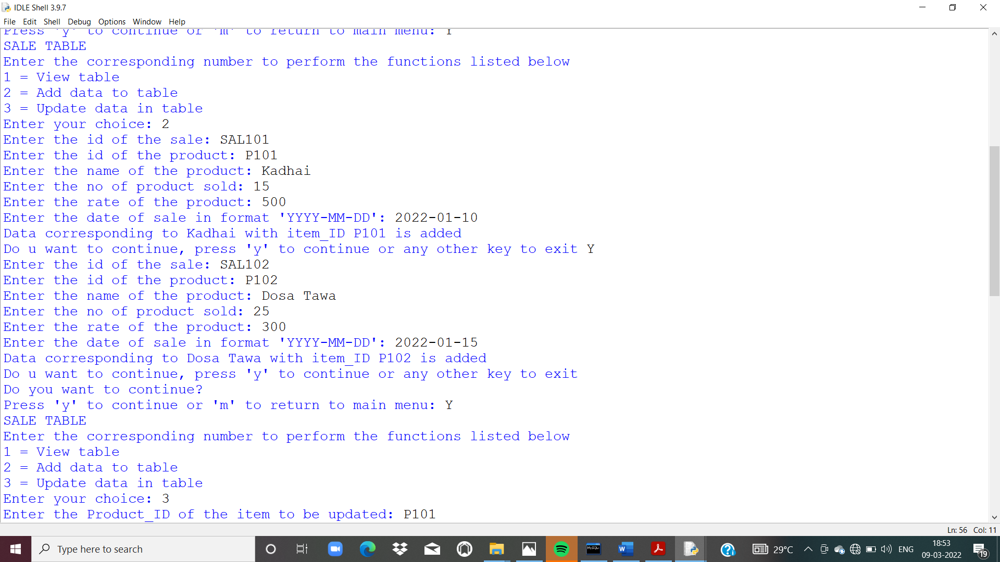 IDLE Shell 3.9.7
File Edit Shell Debug Options Window Help
Press 'y' to continue or 'm' to return to main menu: Y
SALE TABLE
Enter the corresponding number to perform the functions listed below
1 = View table
2 = Add data to table
3 = Update data in table
Enter your choice: 2
Enter the id of the sale: SAL101
Enter the id of the product: P101
Enter the name of the product: Kadhai
Enter the no of product sold: 15
Enter the rate of the product: 500
Enter the date of sale in format 'YYYY-MM-DD': 2022-01-10
Data corresponding to Kadhai with item_ID P101 is added
Do u want to continue, press 'y' to continue or any other key to exit Y
Enter the id of the sale: SAL102
Enter the id of the product: P102
Enter the name of the product: Dosa Tawa
Enter the no of product sold: 25
Enter the rate of the product: 300
Enter the date of sale in format 'YYYY-MM-DD': 2022-01-15
Data corresponding to Dosa Tawa with item_ID P102 is added
Do u want to continue, press 'y' to continue or any other key to exit
Do you want to continue?
Press 'y' to continue or 'm' to return to main menu: Y
SALE TABLE
Enter the corresponding number to perform the functions listed below
1 = View table
2 = Add data to table
3 = Update data in table
Enter your choice: 3
Enter the Product_ID of the item to be updated: P101
Ln: 56 Col: 11
Type here to search
MySQL
29°C
ENG
18:53
09-03-2022
19